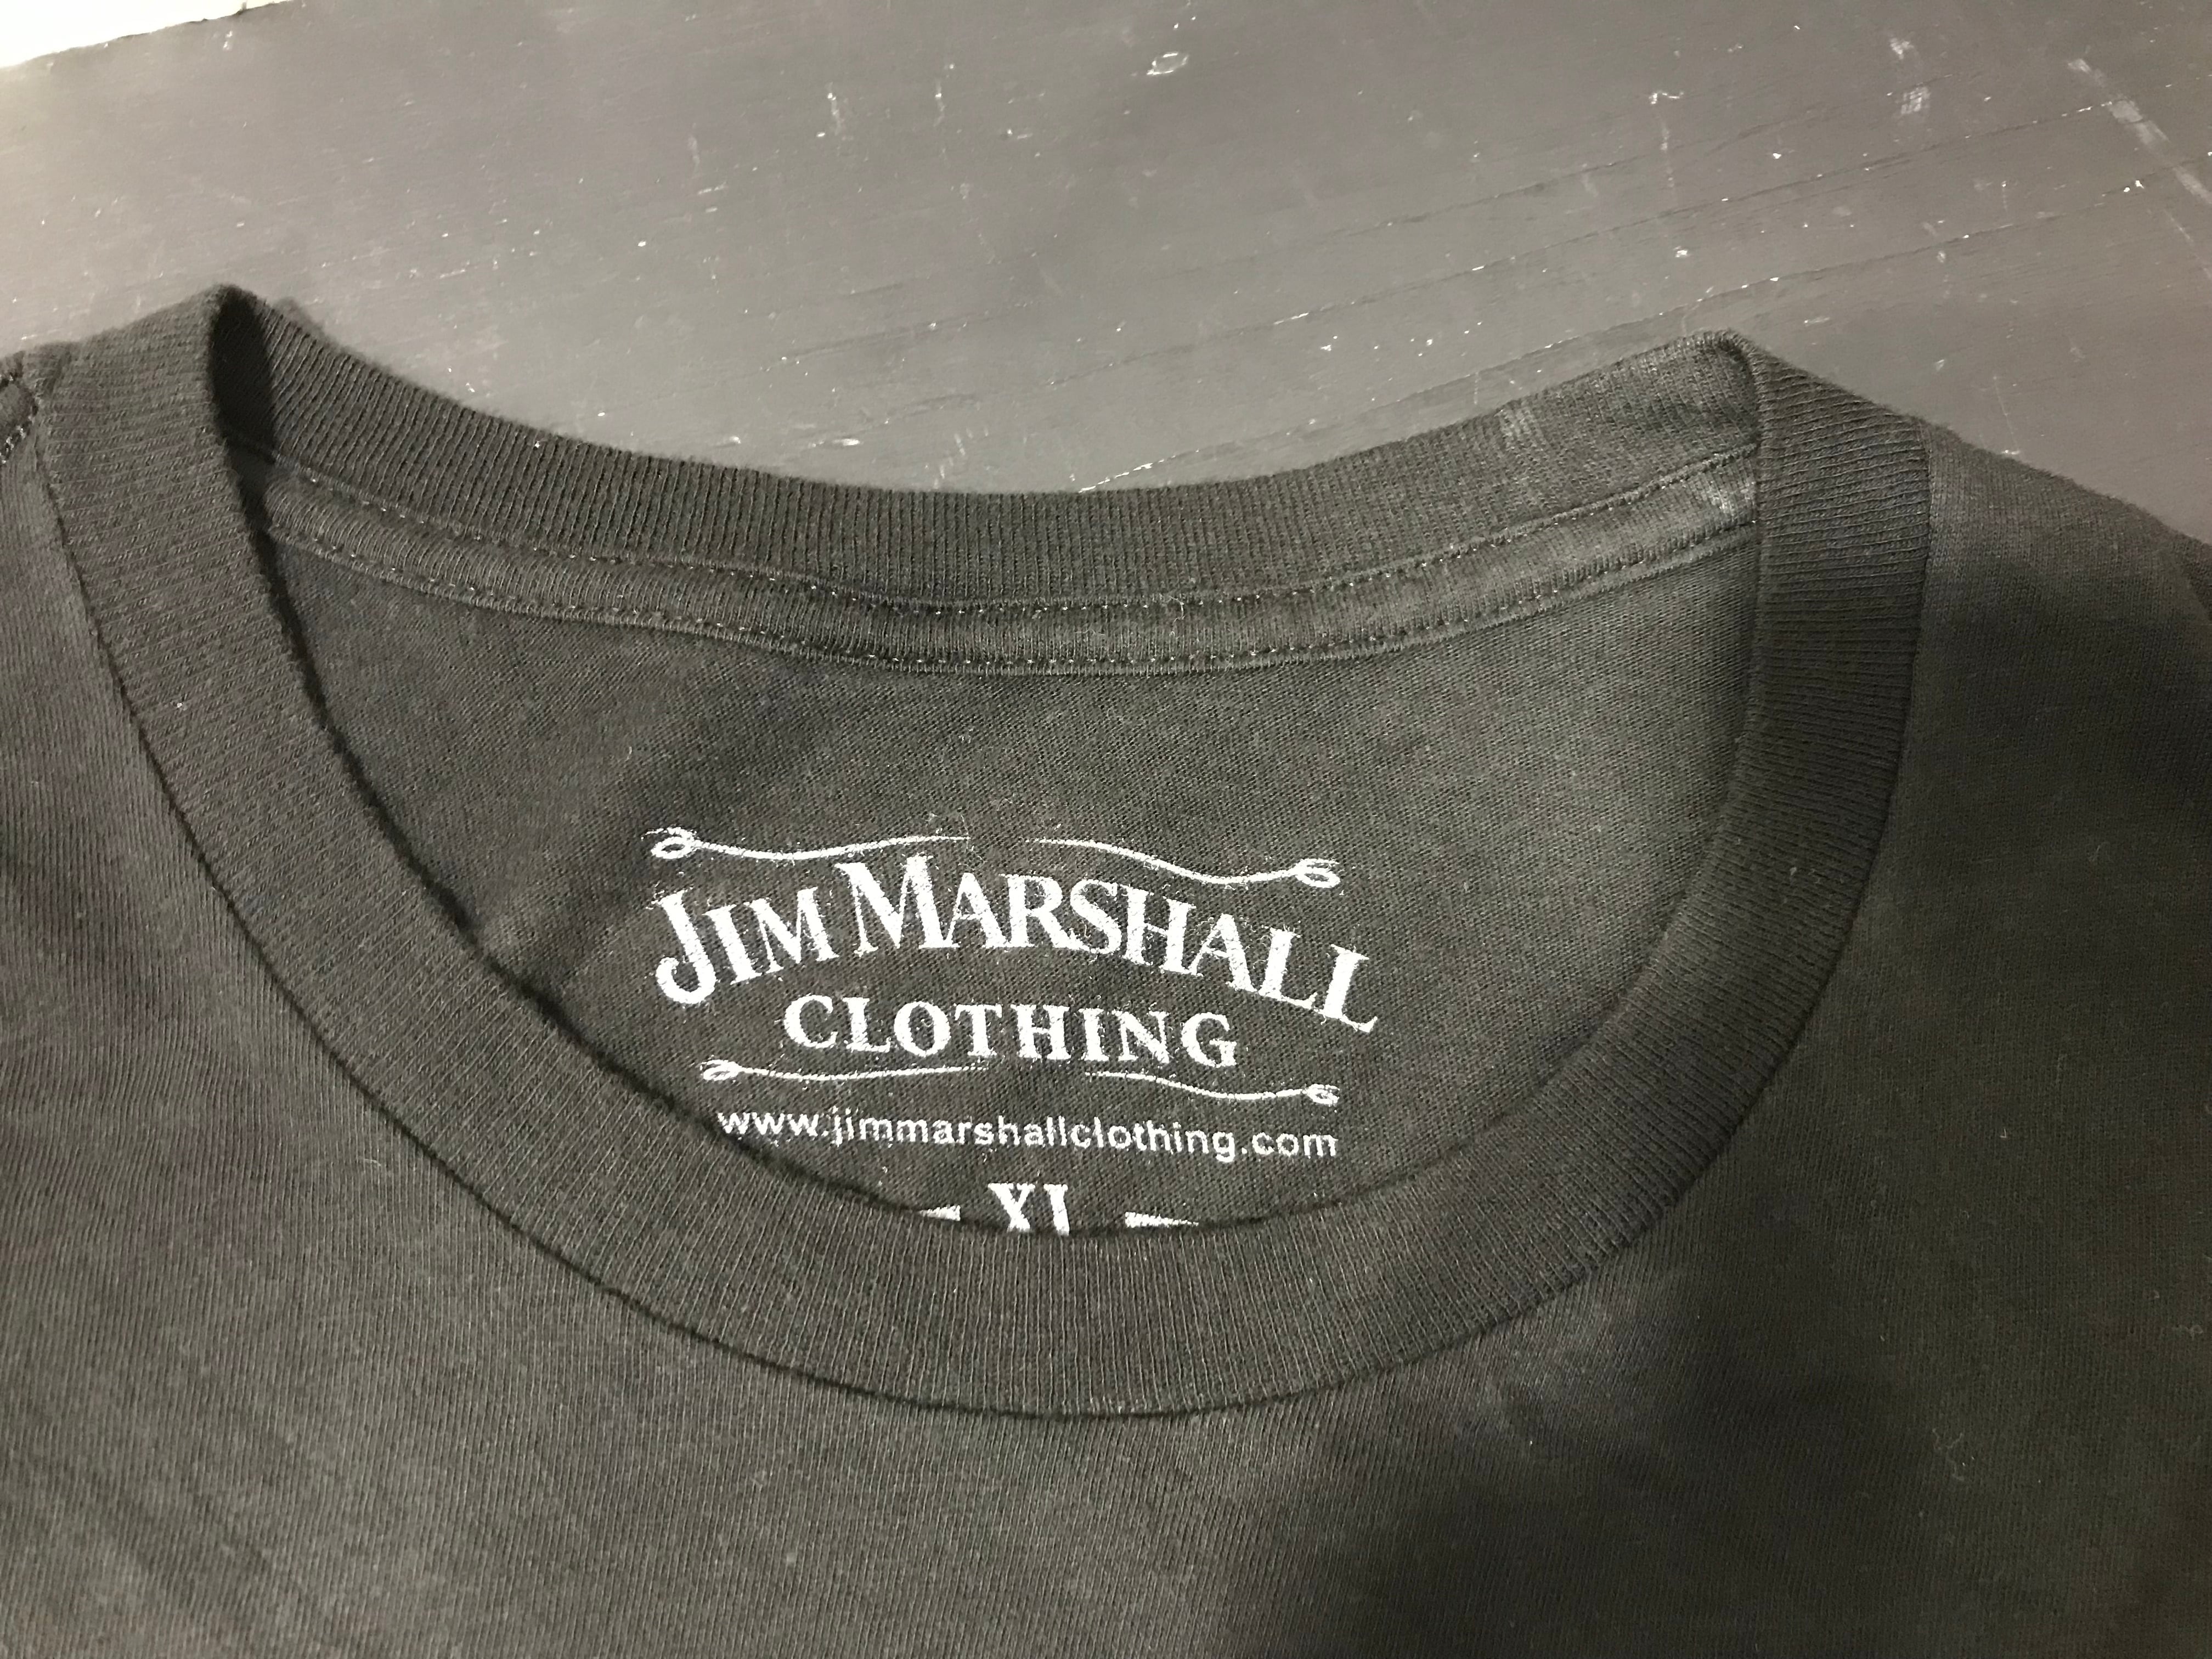 JIM MARSHALL
CLOTHING
www.jimmarshallclothing.com
XL